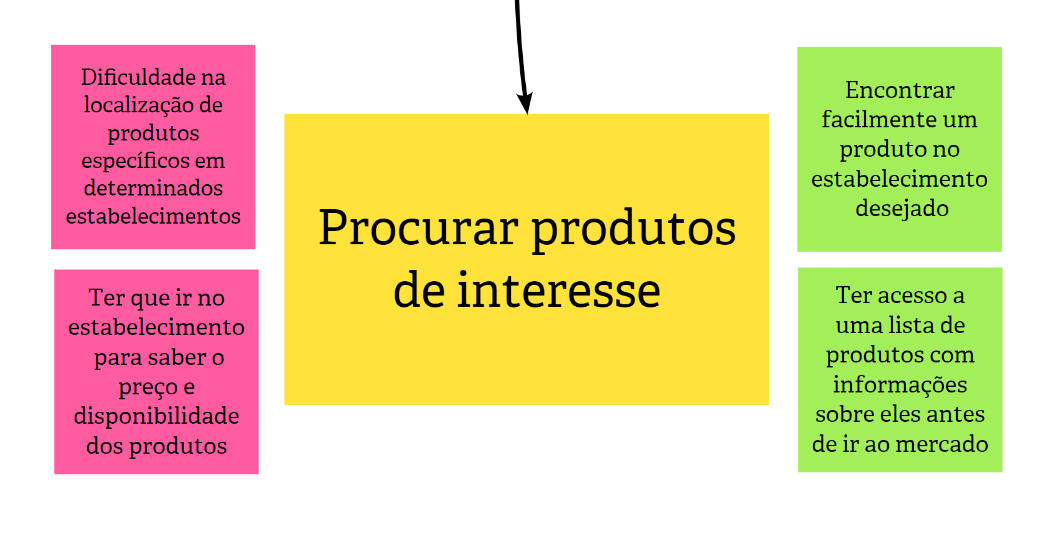 Dificuldade na
localização de
produtos
específicos em
determinados
estabelecimentos
Ter que ir no
estabelecimento
para saber o
preço e
disponibilidade
dos produtos
Procurar produtos
de interesse
Encontrar
facilmente um
produto no
estabelecimento
desejado
Ter acesso a
uma lista de
produtos com
informações
sobre eles antes
de ir ao mercado